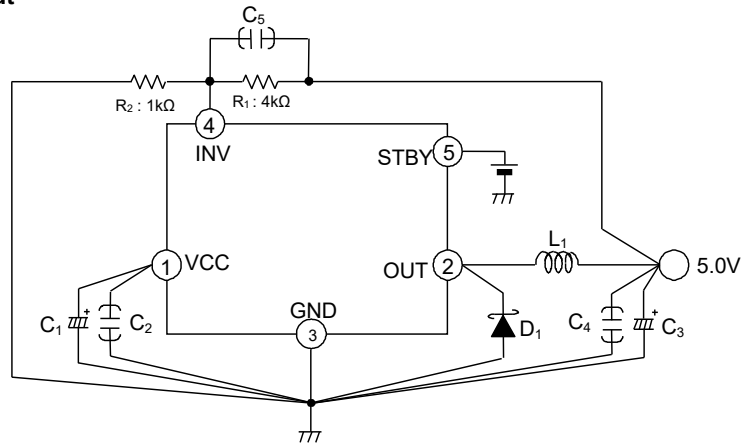 C5
R2 : 1kΩ
R1 : 4kΩ
4
INV
STBY
5
1
VCC
OUT
2
L1
5.0V
GND
3
C1
+
C2
D1
C4
+
C3